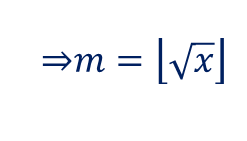 ⇒m = ⌊√x⌋